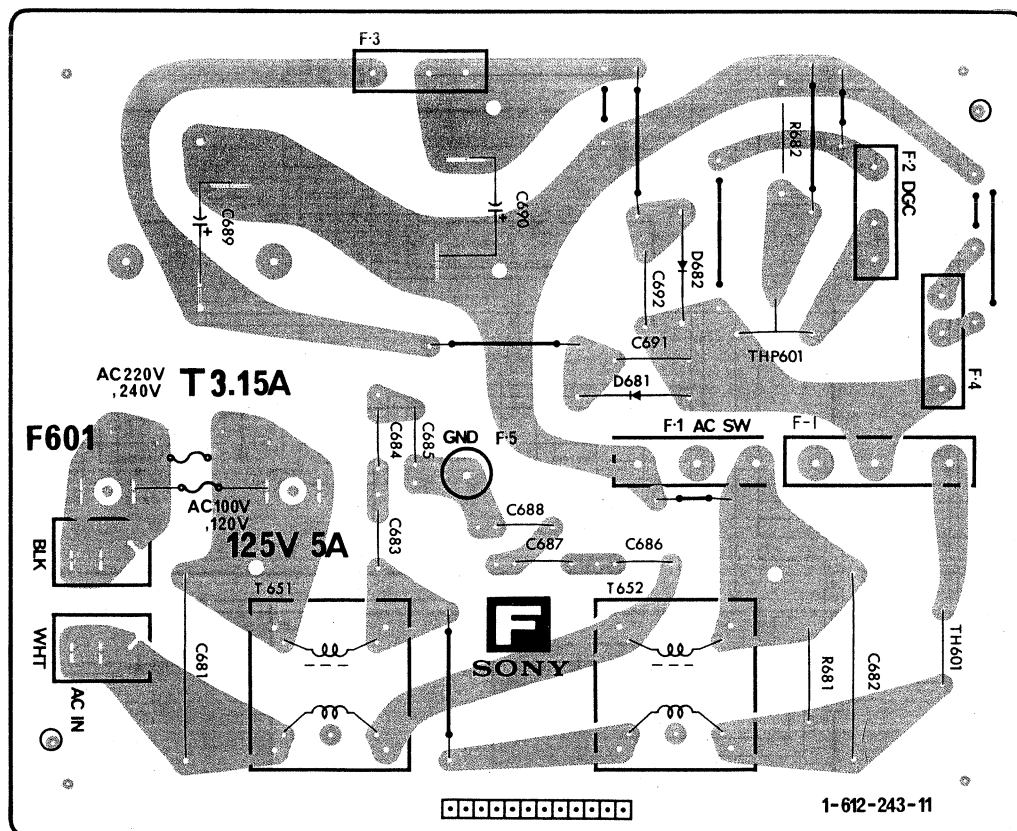 F·3
R682
F·2 DGC
C689
C690
D682
C692
C691
THP601
D681
F·4
AC220V
,240V
T 3.15A
F601
C684
C685
GND
F·5
F·1 AC SW
F-1
AC100V
,120V
125V 5A
C688
C683
C687
C686
BLK
T651
T652
F
SONY
WHT
C681
R681
C682
TH601
AC IN
1-612-243-11